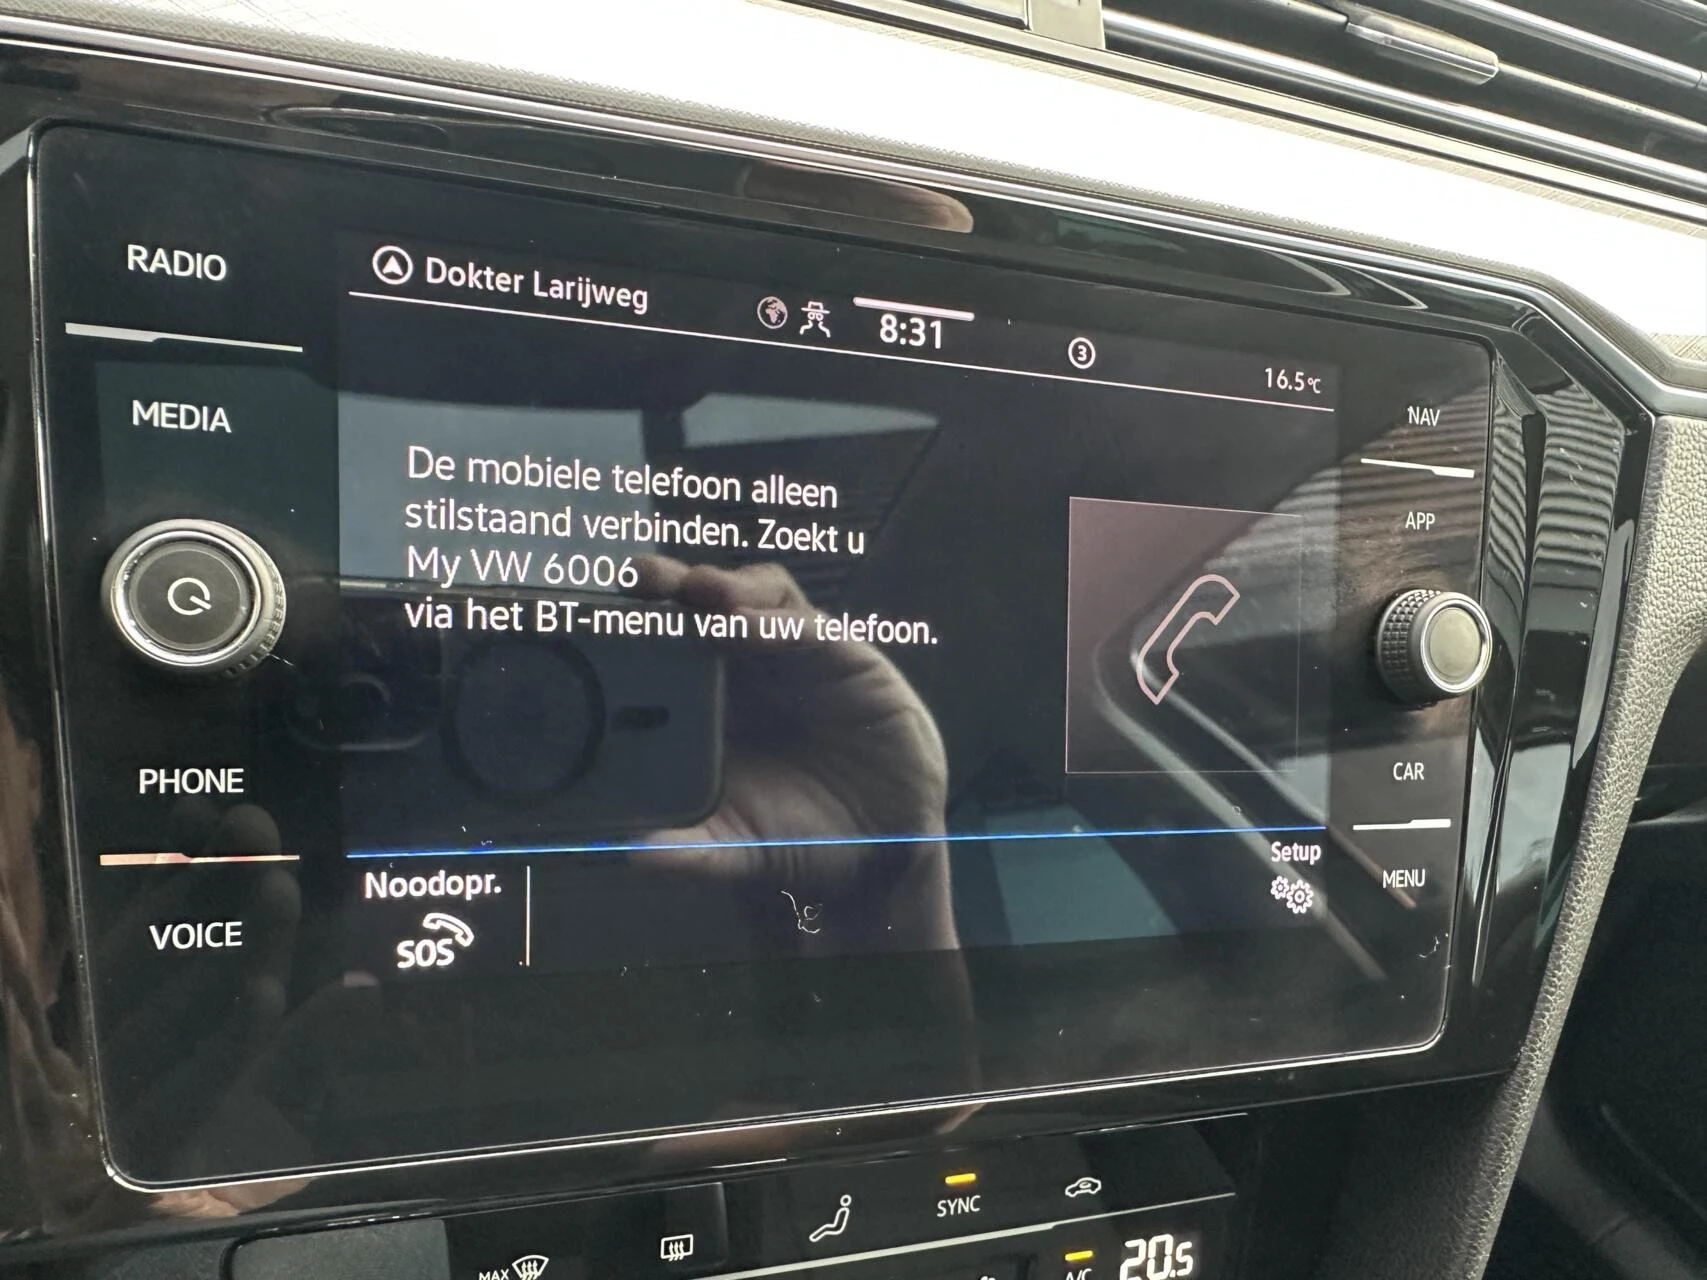 RADIO
MEDIA
PHONE
VOICE
Dokter Larijweg
8:31
3
16.5°C
De mobiele telefoon alleen
stilstaand verbinden. Zoekt u
My VW 6006
via het BT-menu van uw telefoon.
Noodopr.
SOS
Setup
NAV
APP
CAR
MENU
SYNC
MAX
A/C
20.5